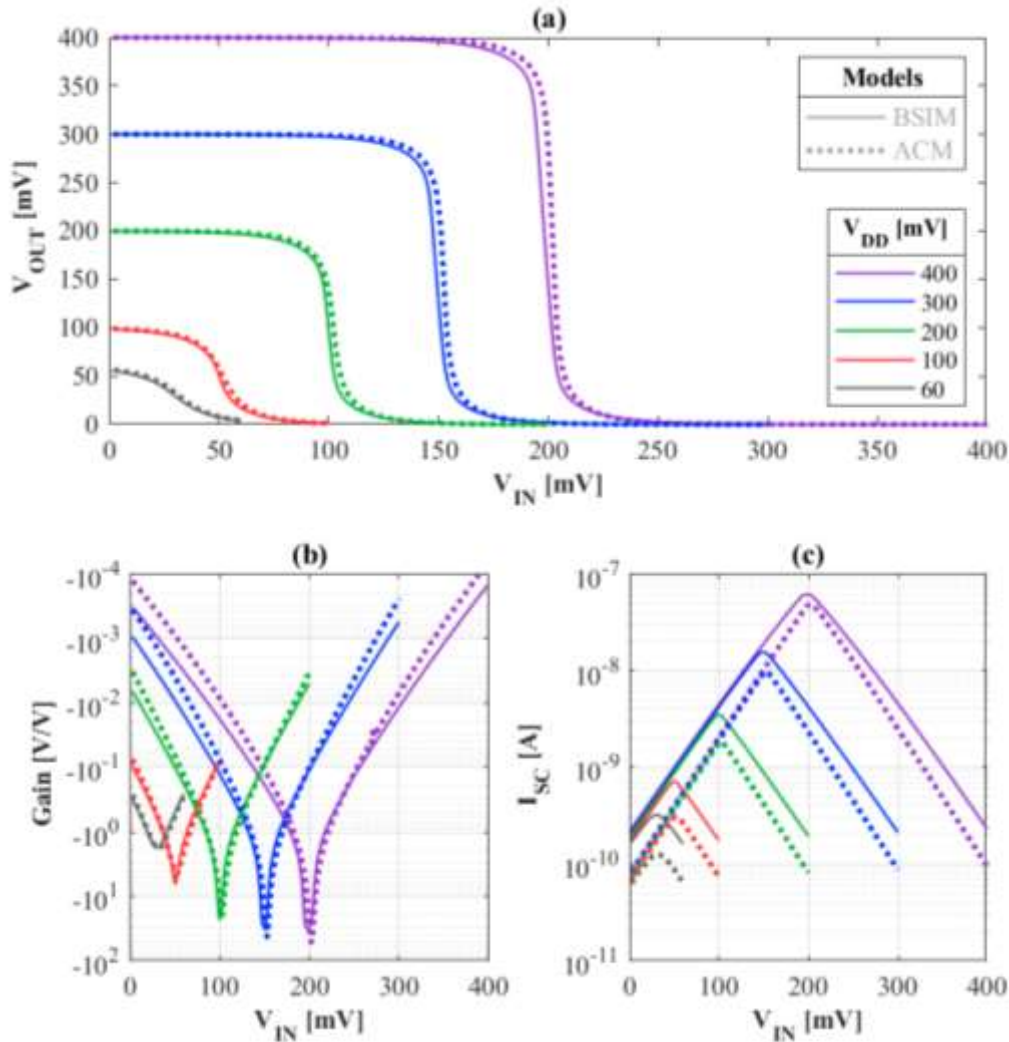 (a)
400
350
300
250
200
150
100
50
0
V_OUT [mV]
0 50 100 150 200 250 300 350 400
V_IN [mV]
Models
BSIM
ACM
V_DD [mV]
400
300
200
100
60
(b)
-10^-4
-10^-3
-10^-2
-10^-1
-10^0
-10^1
-10^2
Gain [V/V]
0 100 200 300 400
V_IN [mV]
(c)
10^-7
10^-8
10^-9
10^-10
10^-11
I_SC [A]
0 100 200 300 400
V_IN [mV]